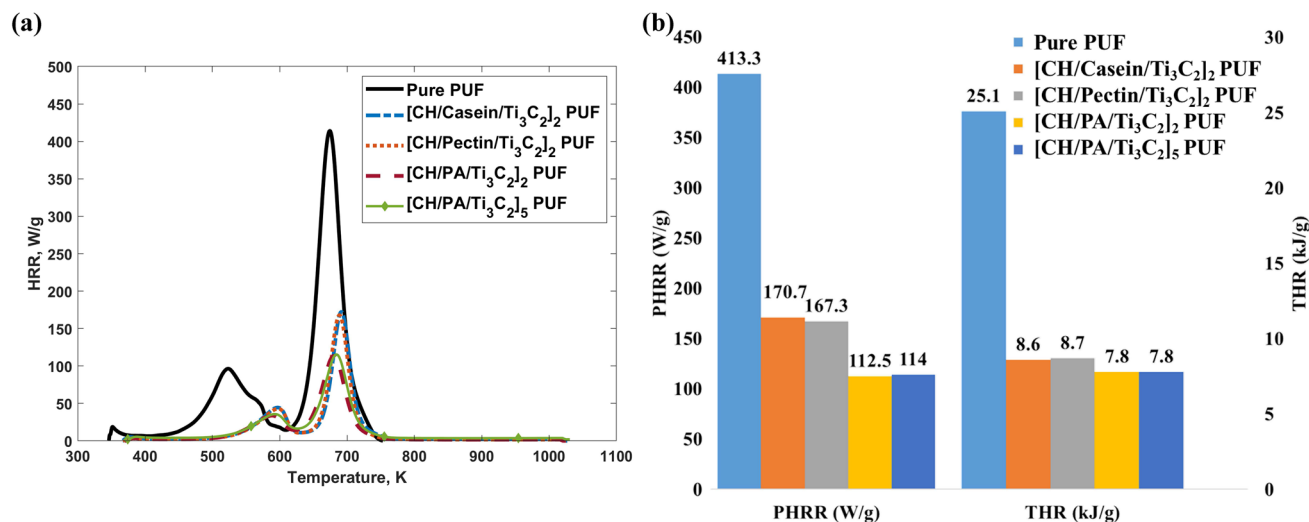 (a)
HRR, W/g
500
450
400
350
300
250
200
150
100
50
0
300
400
500
600
700
800
900
1000
1100
Temperature, K
Pure PUF
[CH/Casein/Ti₃C₂]₂ PUF
[CH/Pectin/Ti₃C₂]₂ PUF
[CH/PA/Ti₃C₂]₂ PUF
[CH/PA/Ti₃C₂]₅ PUF
(b)
PHRR (W/g)
450
400
350
300
250
200
150
100
50
0
413.3
170.7
167.3
112.5
114
25.1
8.6
8.7
7.8
7.8
Pure PUF
[CH/Casein/Ti₃C₂]₂ PUF
[CH/Pectin/Ti₃C₂]₂ PUF
[CH/PA/Ti₃C₂]₂ PUF
[CH/PA/Ti₃C₂]₅ PUF
30
25
20
15
10
5
0
THR (kJ/g)
PHRR (W/g)
THR (kJ/g)